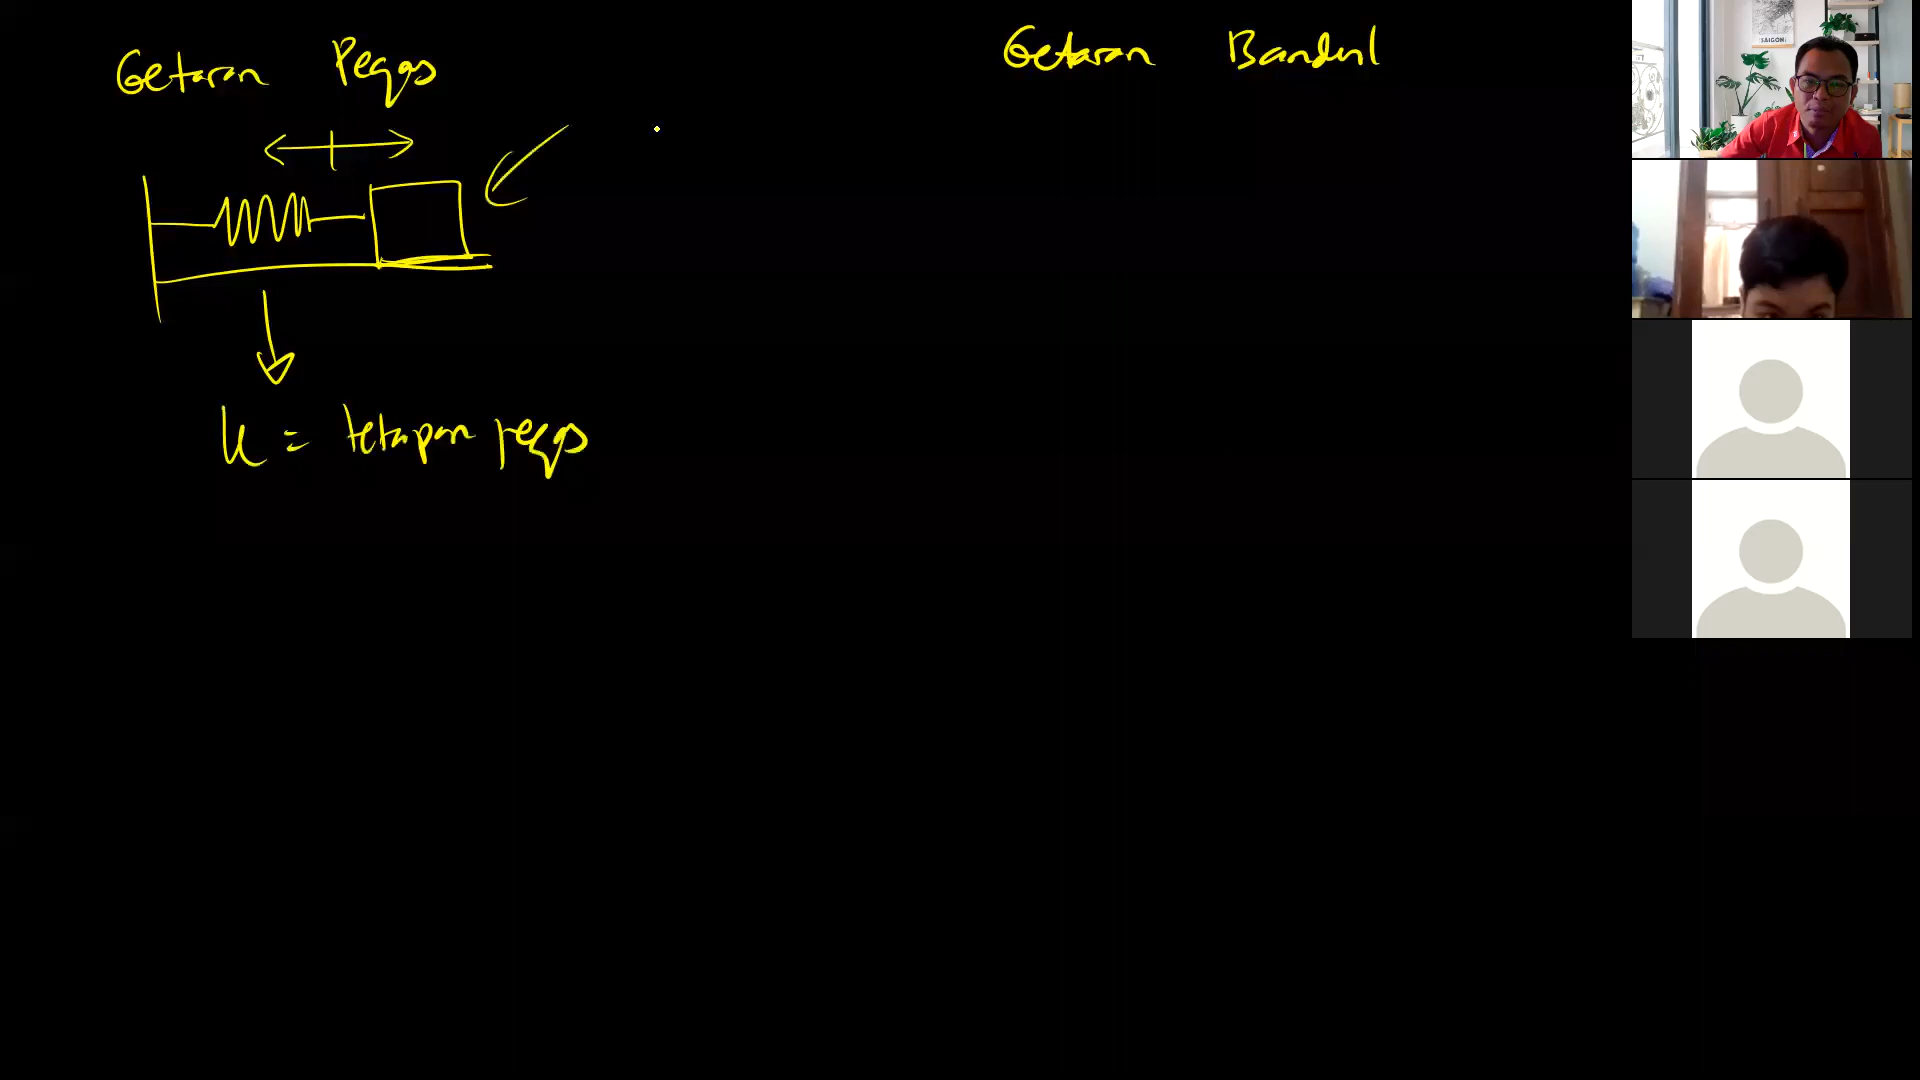 Getaran Pegas
Getaran Bandul
k = tetapan pegas
SAIGON